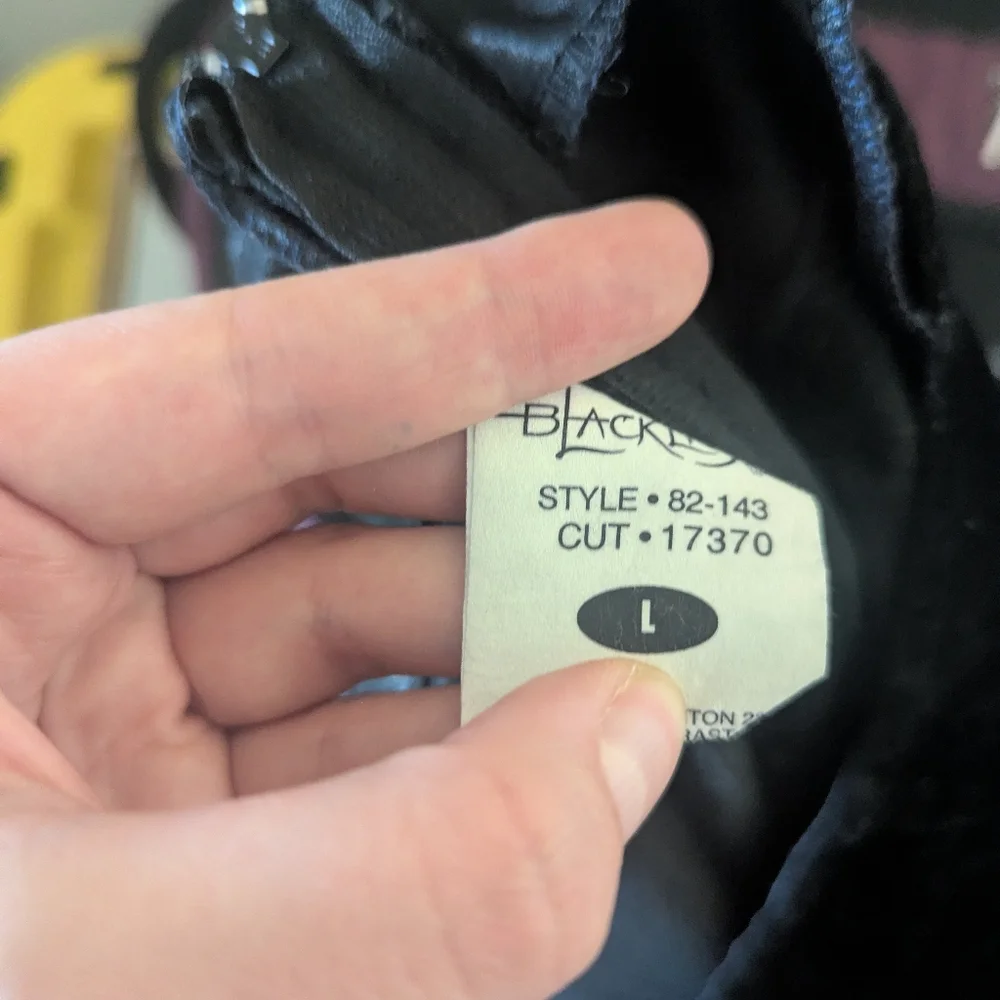 STYLE • 82-143
CUT • 17370
L